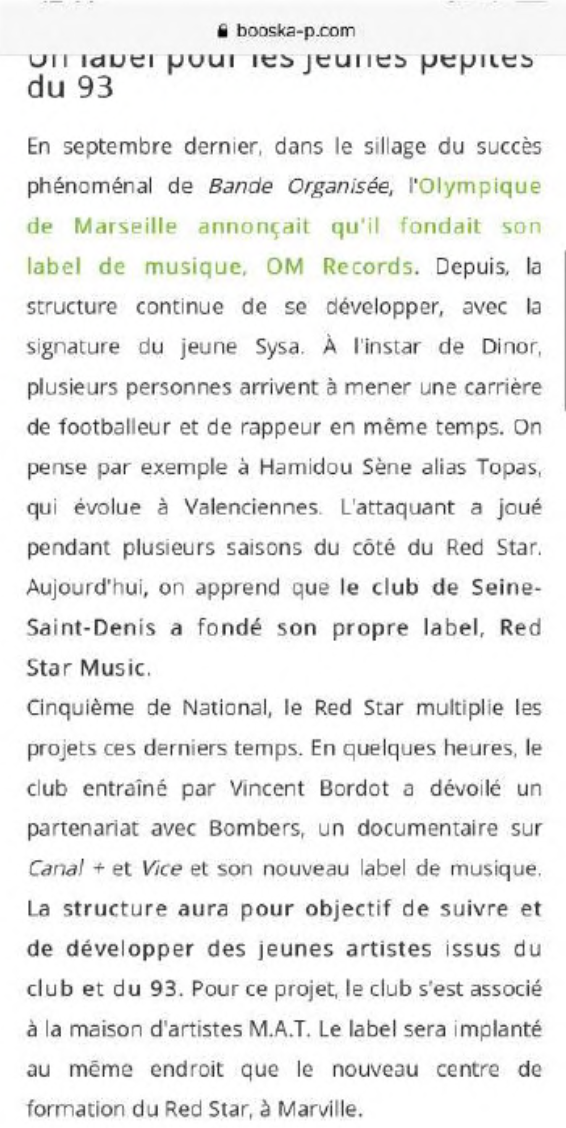 booska-p.com
Un label pour les jeunes pépites
du 93
En septembre dernier, dans le sillage du succès
phénoménal de Bande Organisée, l'Olympique
de Marseille annonçait qu'il fondait son
label de musique, OM Records. Depuis, la
structure continue de se développer, avec la
signature du jeune Sysa. À l'instar de Dinor,
plusieurs personnes arrivent à mener une carrière
de footballeur et de rappeur en même temps. On
pense par exemple à Hamidou Sène alias Topas,
qui évolue à Valenciennes. L'attaquant a joué
pendant plusieurs saisons du côté du Red Star.
Aujourd'hui, on apprend que le club de Seine-
Saint-Denis a fondé son propre label, Red
Star Music.
Cinquième de National, le Red Star multiplie les
projets ces derniers temps. En quelques heures, le
club entraîné par Vincent Bordot a dévoilé un
partenariat avec Bombers, un documentaire sur
Canal + et Vice et son nouveau label de musique.
La structure aura pour objectif de suivre et
de développer des jeunes artistes issus du
club et du 93. Pour ce projet, le club s'est associé
à la maison d'artistes M.A.T. Le label sera implanté
au même endroit que le nouveau centre de
formation du Red Star, à Marville.